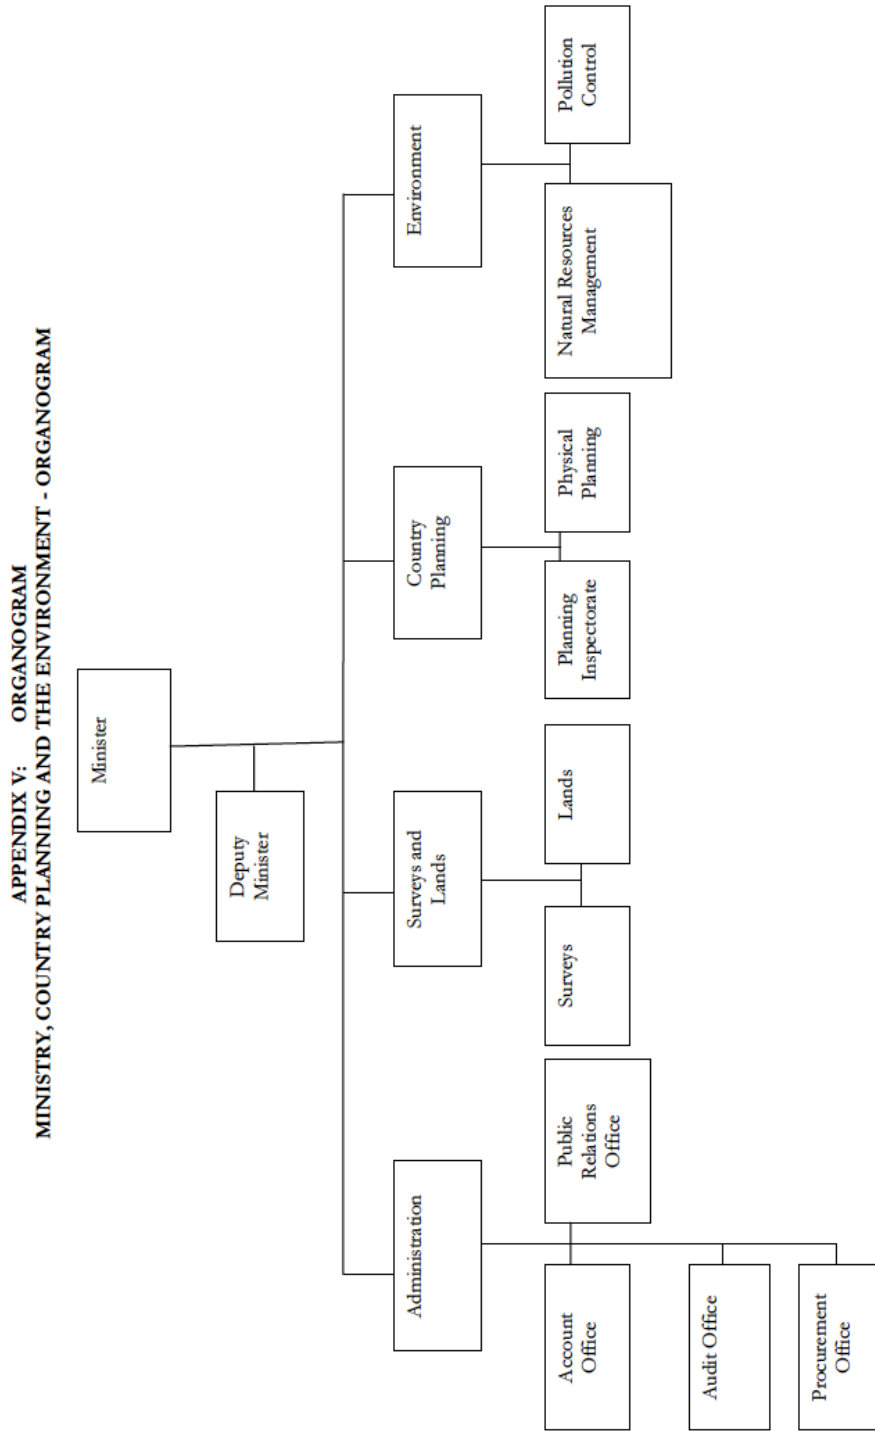 APPENDIX V: ORGANOGRAM
MINISTRY, COUNTRY PLANNING AND THE ENVIRONMENT - ORGANOGRAM
Minister
Deputy
Minister
Administration
Surveys and
Lands
Country
Planning
Environment
Account
Office
Public
Relations
Office
Surveys
Lands
Planning
Inspectorate
Physical
Planning
Natural Resources
Management
Pollution
Control
Audit Office
Procurement
Office